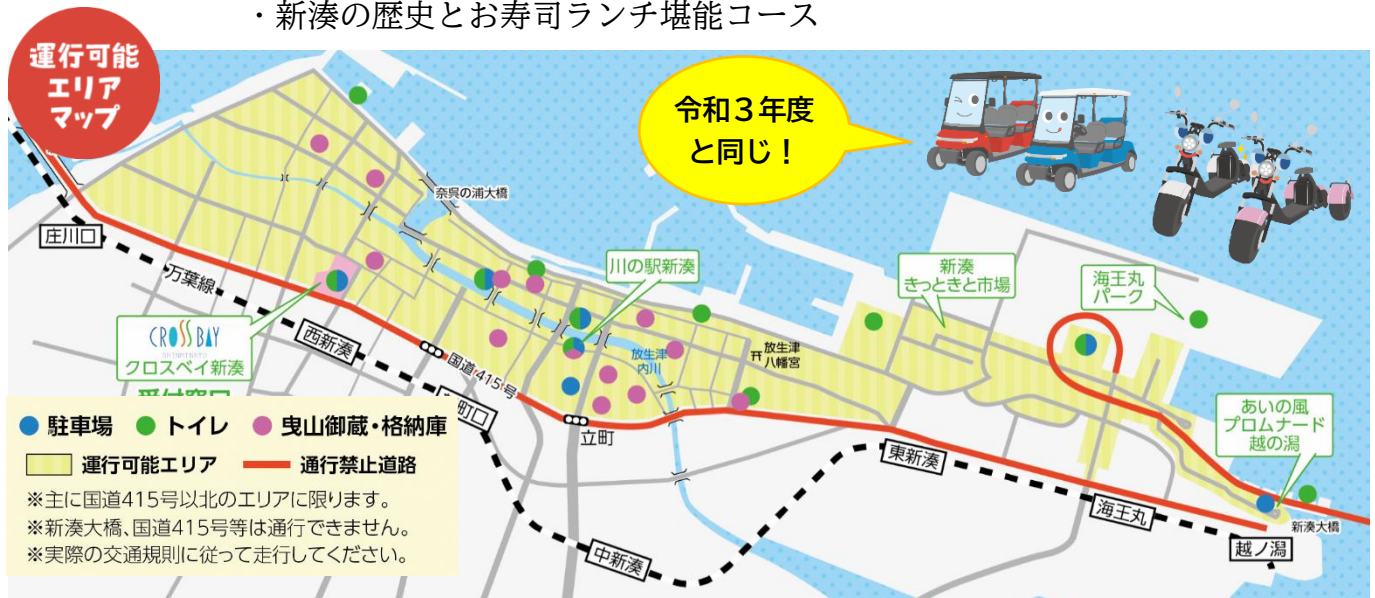 ・新湊の歴史とお寿司ランチ堪能コース
運行可能
エリア
マップ
令和３年度
と同じ！
奈呉の浦大橋
庄川口
万葉線
川の駅新湊
新湊
きっときと市場
海王丸
パーク
CROSS BAY
クロスベイ新湊
西新湊
国道415号
放生津
内川
放生津
八幡宮
町口
立町
東新湊
中新湊
海王丸
あいの風
プロムナード
越の潟
新湊大橋
越ノ潟
駐車場 トイレ 曳山御蔵・格納庫
運行可能エリア 通行禁止道路
※主に国道415号以北のエリアに限ります。
※新湊大橋、国道415号等は通行できません。
※実際の交通規則に従って走行してください。